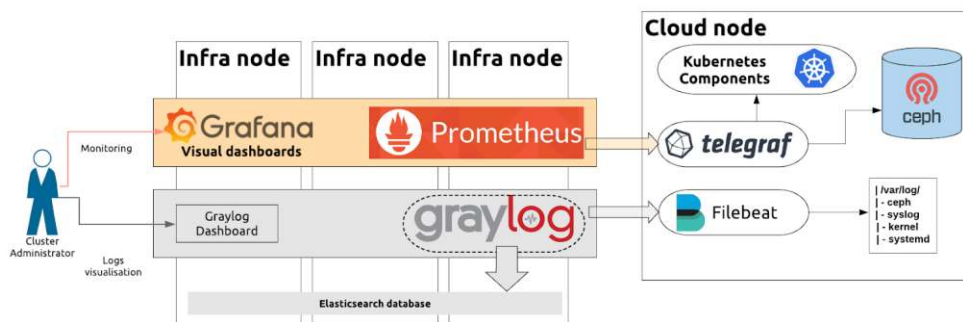 Infra node
Infra node
Infra node
Cloud node
Kubernetes
Components
ceph
Grafana
Visual dashboards
Prometheus
telegraf
Monitoring
Cluster
Administrator
Logs
visualisation
Graylog
Dashboard
graylog
Filebeat
| /var/log/
| - ceph
| - syslog
| - kernel
| - systemd
Elasticsearch database